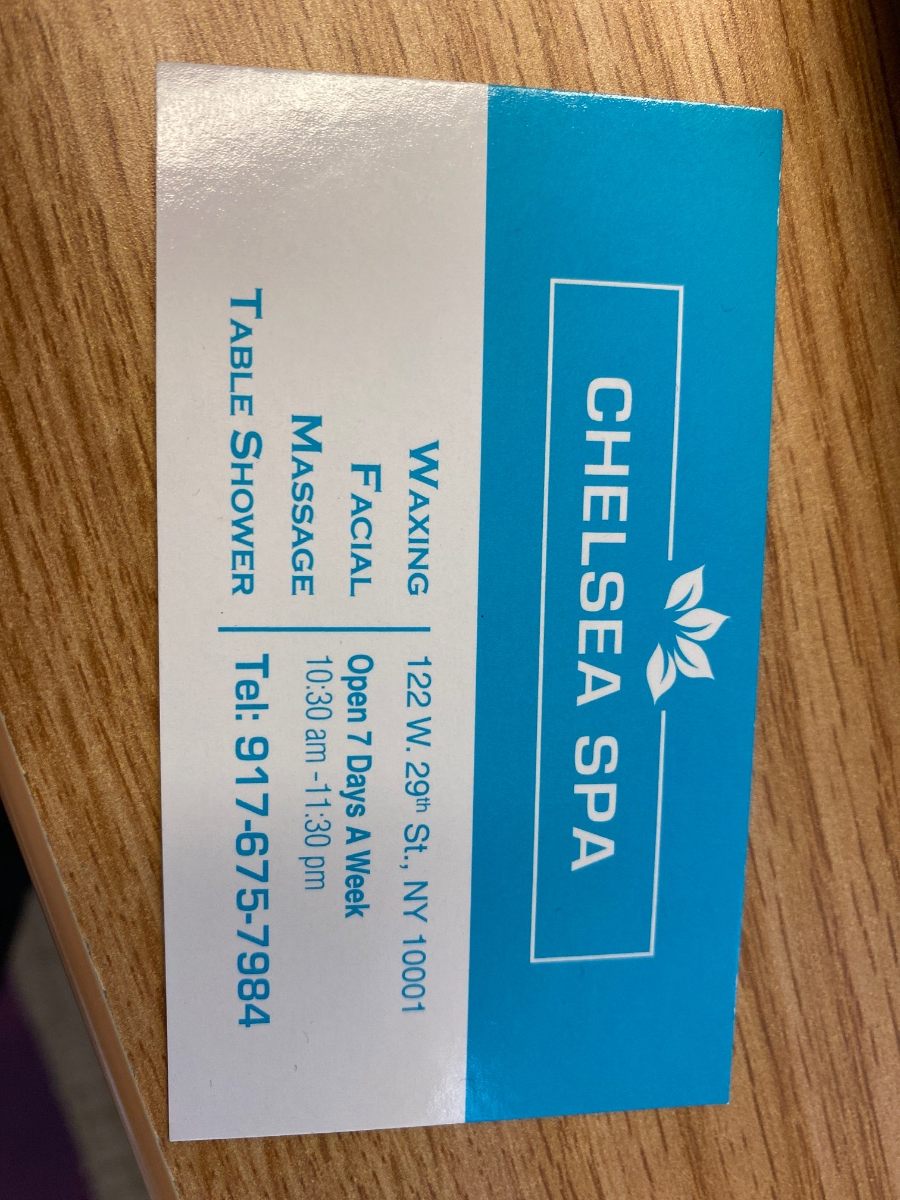 CHELSEA SPA
WAXING
FACIAL
MASSAGE
TABLE SHOWER
122 W. 29th St., NY 10001
Open 7 Days A Week
10:30 am -11:30 pm
Tel: 917-675-7984